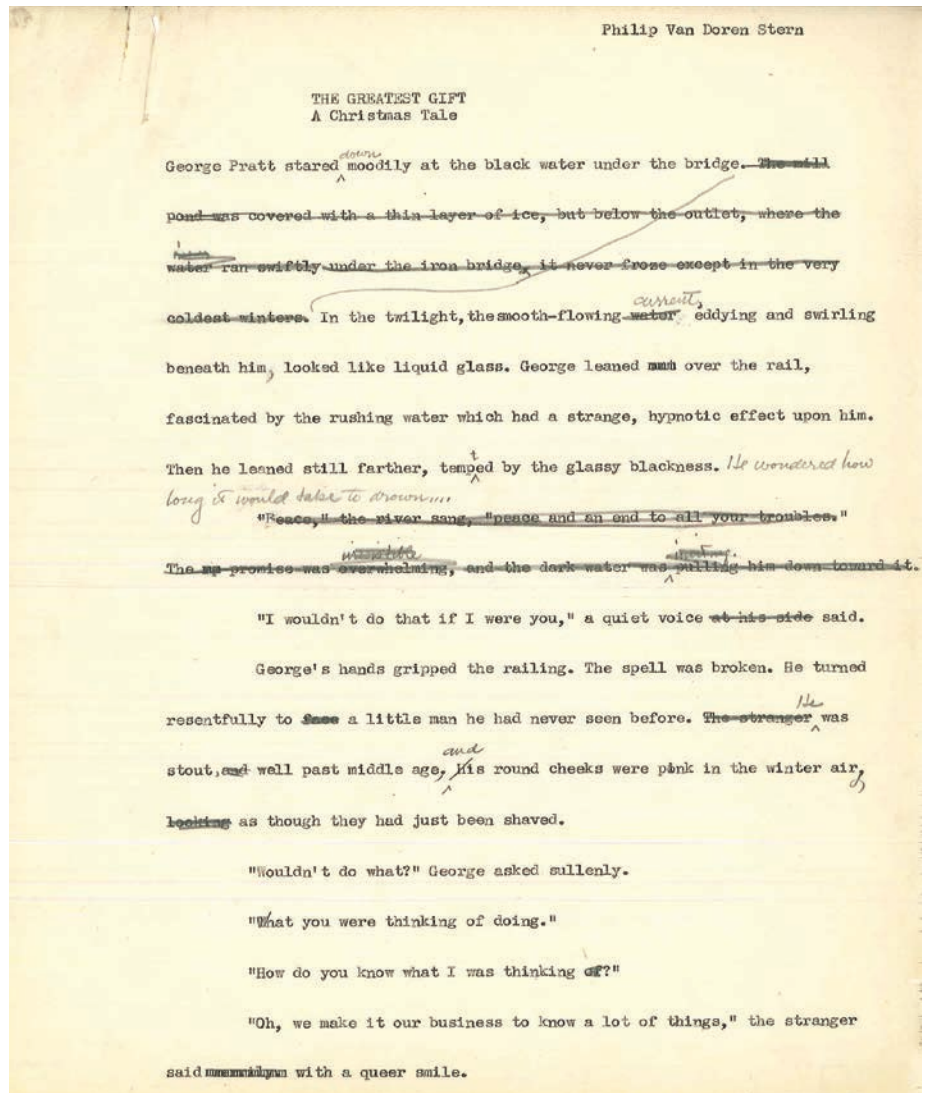 Philip Van Doren Stern
THE GREATEST GIFT
A Christmas Tale
down
George Pratt stared moodily at the black water under the bridge. The mill
pond was covered with a thin layer of ice, but below the outlet, where the
water ran swiftly under the iron bridge, it never froze except in the very
current,
coldest winters. In the twilight, the smooth-flowing water eddying and swirling
beneath him, looked like liquid glass. George leaned over the rail,
fascinated by the rushing water which had a strange, hypnotic effect upon him.
t
Then he leaned still farther, temped by the glassy blackness. He wondered how
long it would take to drown....
"Peace," the river sang, "peace and an end to all your troubles."
irresistible
The promise was overwhelming, and the dark water was pulling him down toward it.
"I wouldn't do that if I were you," a quiet voice at his side said.
George's hands gripped the railing. The spell was broken. He turned
He
resentfully to face a little man he had never seen before. The stranger was
and
stout, and well past middle age, His round cheeks were pink in the winter air,
looking as though they had just been shaved.
"Wouldn't do what?" George asked sullenly.
"What you were thinking of doing."
"How do you know what I was thinking of?"
"Oh, we make it our business to know a lot of things," the stranger
said with a queer smile.